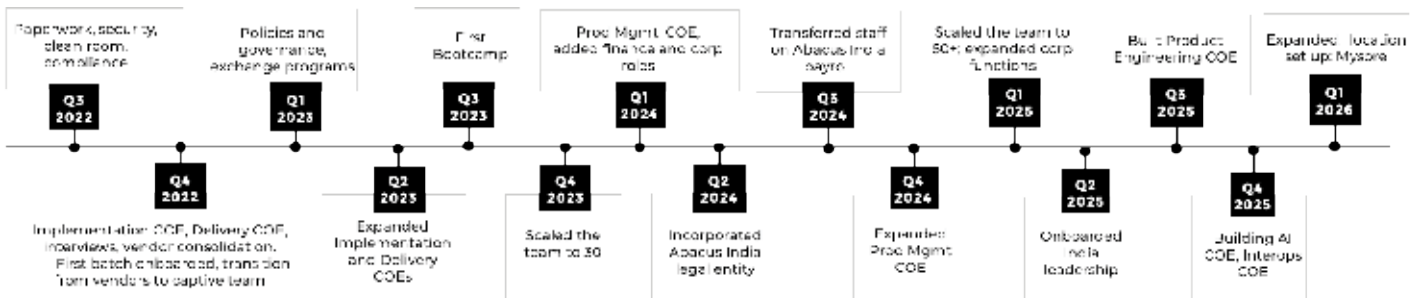 Paperwork, security,
clean room,
compliance
Q3
2022
Q4
2022
Implementation COE, Delivery COE,
interviews, vendor consolidation.
First batch onboarded, transition
from vendors to captive team
Policies and
governance,
exchange programs
Q1
2023
Q2
2023
Expanded
Implementation
and Delivery
COEs
First
Bootcamp
Q3
2023
Q4
2023
Scaled the
team to 30
Prod Mgmt. COE,
added finance and corp
roles
Q1
2024
Q2
2024
Incorporated
Abacus India
legal entity
Transferred staff
on Abacus India
Q3
2024
Q4
2024
Expanded
Prod Mgmt
COE
Scaled the team to
50+; expanded corp
functions
Q1
2025
Q2
2025
Onboarded
India
leadership
Built Product
Engineering COE
Q3
2025
Q4
2025
Building AI
COE, Interops
COE
Expanded location
set up: Mysore
Q1
2026